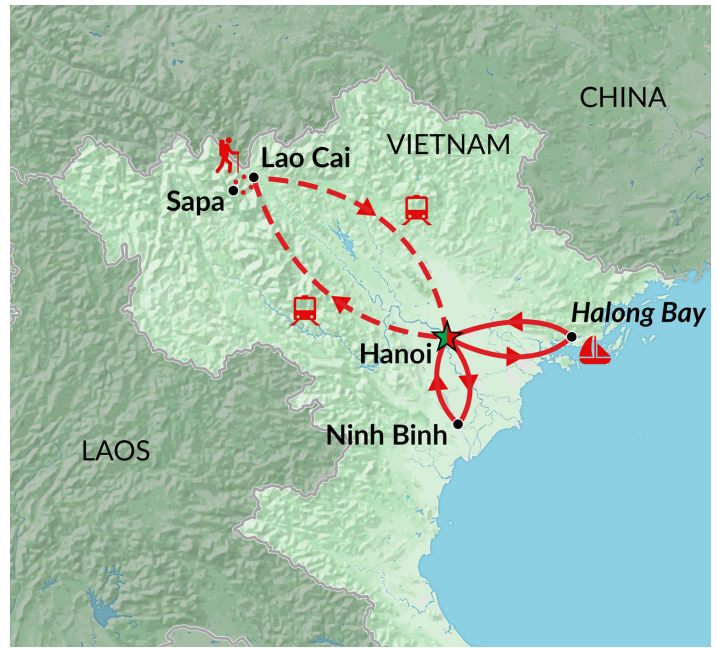 CHINA
VIETNAM
Lao Cai
Sapa
Halong Bay
Hanoi
Ninh Binh
LAOS